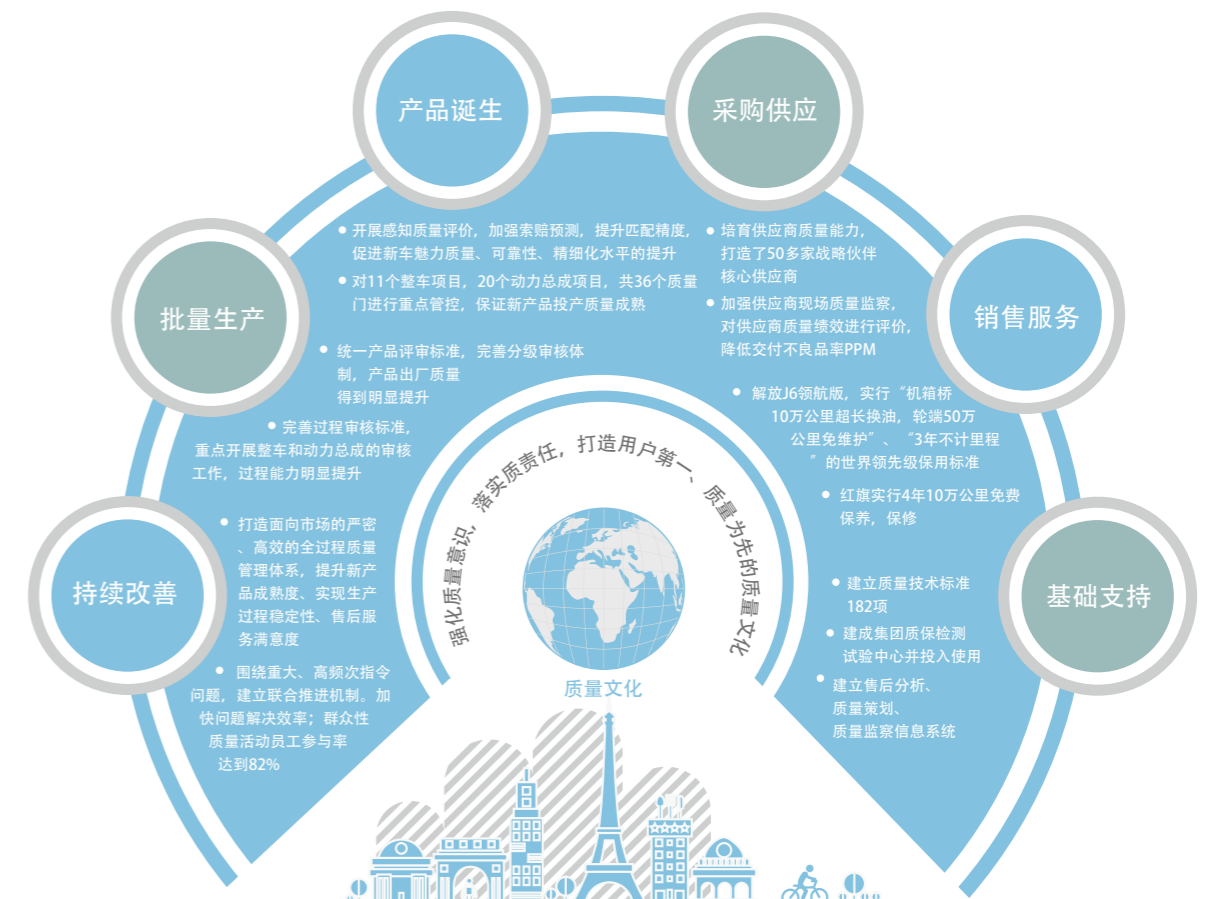 产品诞生
采购供应
批量生产
销售服务
持续改善
基础支持
● 开展感知质量评价，加强索赔预测，提升匹配精度，
促进新车魅力质量、可靠性、精细化水平的提升
● 对11个整车项目，20个动力总成项目，共36个质量
门进行重点管控，保证新产品投产质量成熟
● 培育供应商质量能力，
打造了50多家战略伙伴
核心供应商
● 加强供应商现场质量监察，
对供应商质量绩效进行评价，
降低交付不良品率PPM
● 统一产品评审标准，完善分级审核体
制，产品出厂质量
得到明显提升
● 完善过程审核标准，
重点开展整车和动力总成的审核
工作，过程能力明显提升
● 解放J6领航版，实行“机箱桥
10万公里超长换油，轮端50万
公里免维护”、“3年不计里程
”的世界领先级保用标准
● 红旗实行4年10万公里免费
保养，保修
● 打造面向市场的严密
、高效的全过程质量
管理体系，提升新产
品成熟度、实现生产
过程稳定性、售后服
务满意度
● 围绕重大、高频次指令
问题，建立联合推进机制。加
快问题解决效率；群众性
质量活动员工参与率
达到82%
● 建立质量技术标准
182项
● 建成集团质保检测
试验中心并投入使用
● 建立售后分析、
质量策划、
质量监察信息系统
强化质量意识，落实质责任，打造用户第一、质量为先的质量文化
质量文化